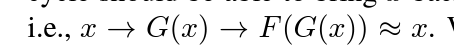 i.e., x → G(x) → F(G(x)) ≈ x.